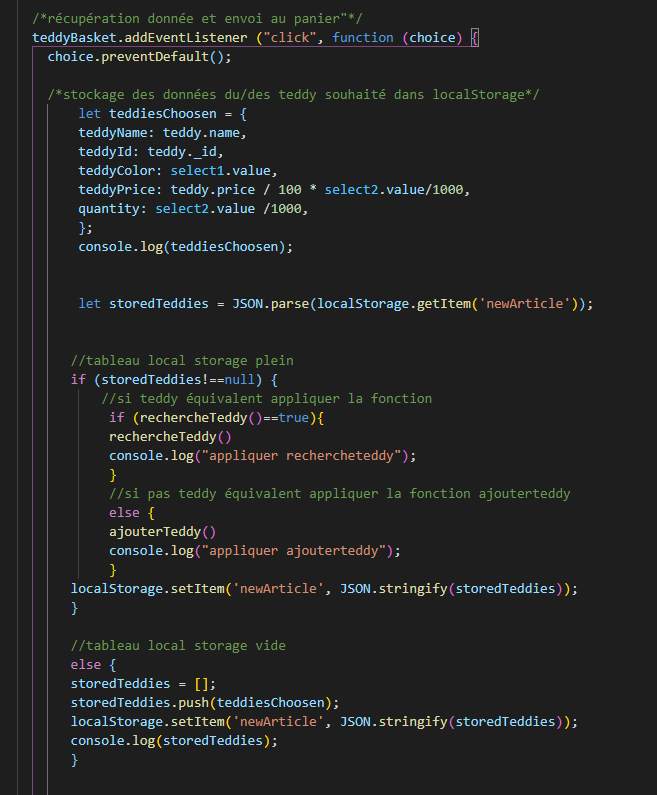 /*récupération donnée et envoi au panier"*/
teddyBasket.addEventListener ("click", function (choice) {
choice.preventDefault();
/*stockage des données du/des teddy souhaité dans localStorage*/
let teddiesChoosen = {
teddyName: teddy.name,
teddyId: teddy._id,
teddyColor: select1.value,
teddyPrice: teddy.price / 100 * select2.value/1000,
quantity: select2.value /1000,
};
console.log(teddiesChoosen);
let storedTeddies = JSON.parse(localStorage.getItem('newArticle'));
//tableau local storage plein
if (storedTeddies!==null) {
//si teddy équivalent appliquer la fonction
if (rechercheTeddy()==true){
rechercheTeddy()
console.log("appliquer rechercheteddy");
}
//si pas teddy équivalent appliquer la fonction ajouterteddy
else {
ajouterTeddy()
console.log("appliquer ajouterteddy");
}
localStorage.setItem('newArticle', JSON.stringify(storedTeddies));
}
//tableau local storage vide
else {
storedTeddies = [];
storedTeddies.push(teddiesChoosen);
localStorage.setItem('newArticle', JSON.stringify(storedTeddies));
console.log(storedTeddies);
}